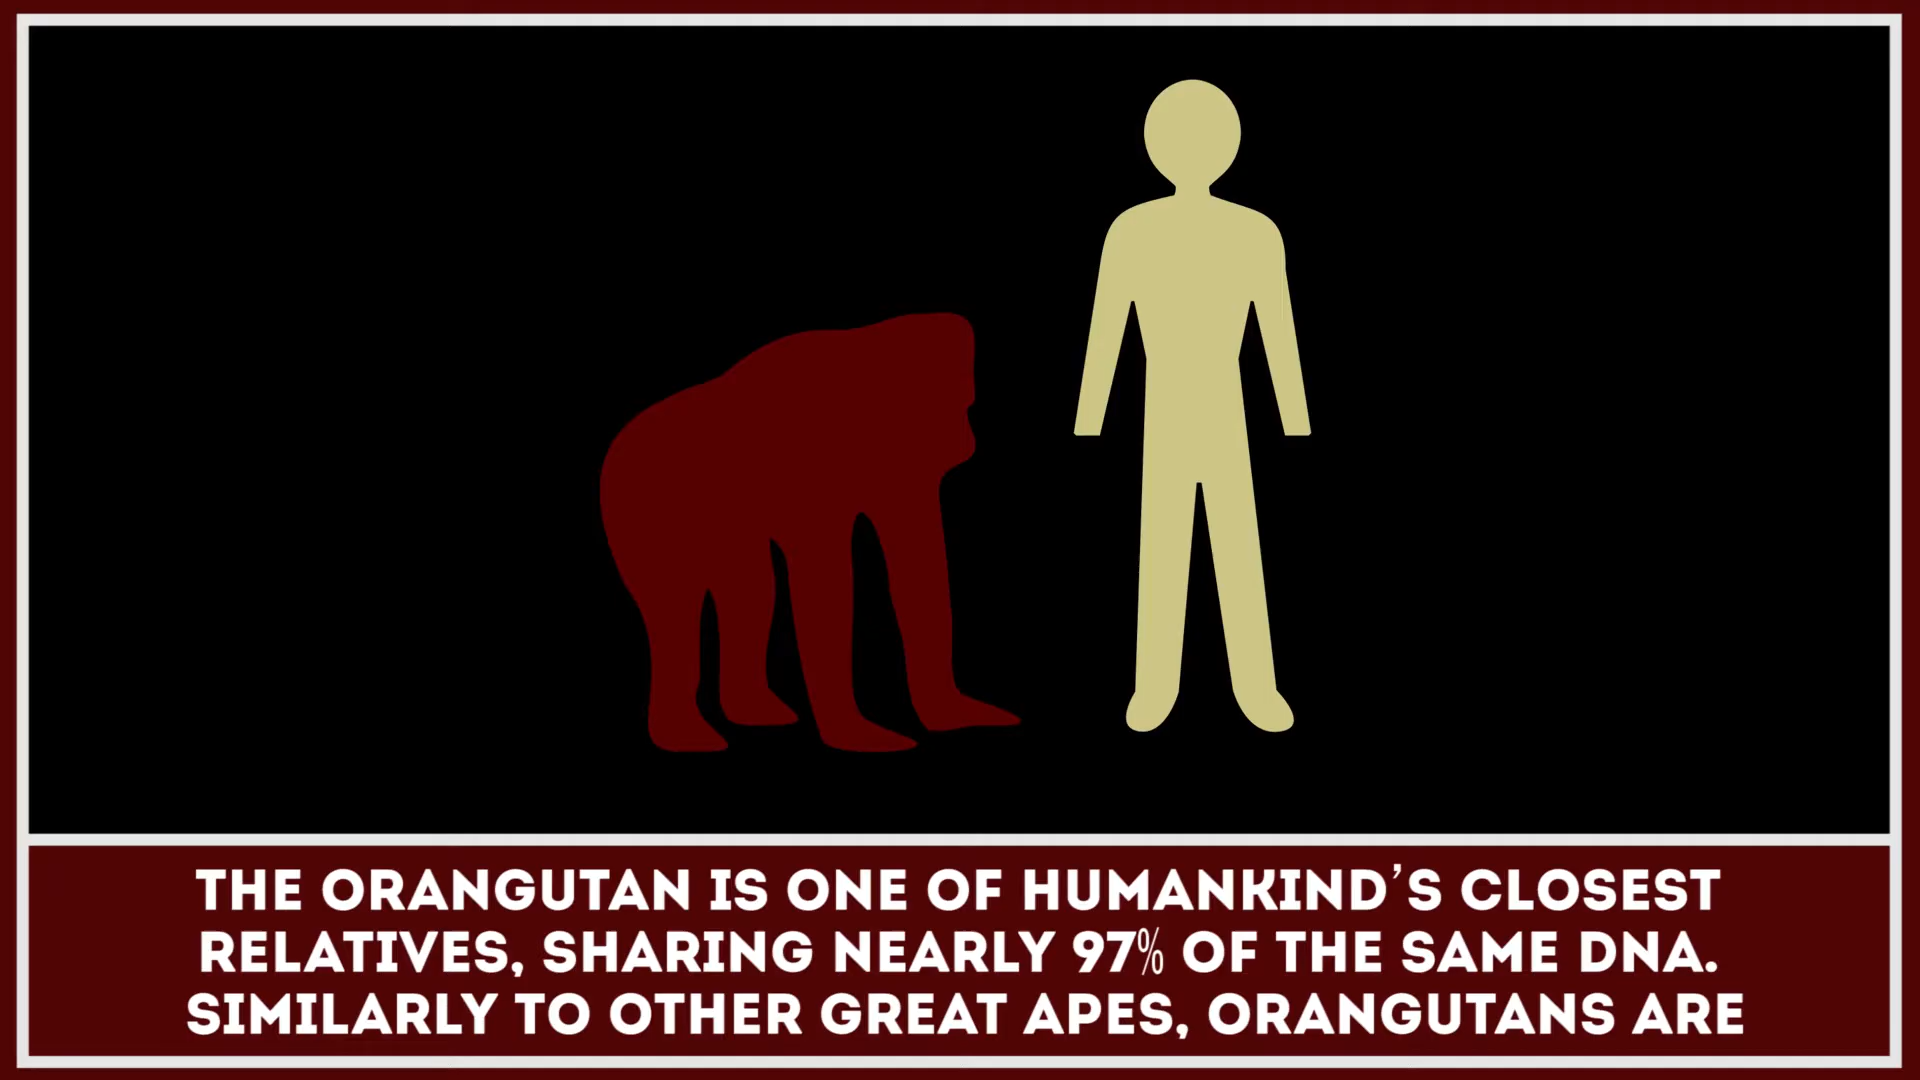 THE ORANGUTAN IS ONE OF HUMANKIND’S CLOSEST
RELATIVES, SHARING NEARLY 97% OF THE SAME DNA.
SIMILARLY TO OTHER GREAT APES, ORANGUTANS ARE